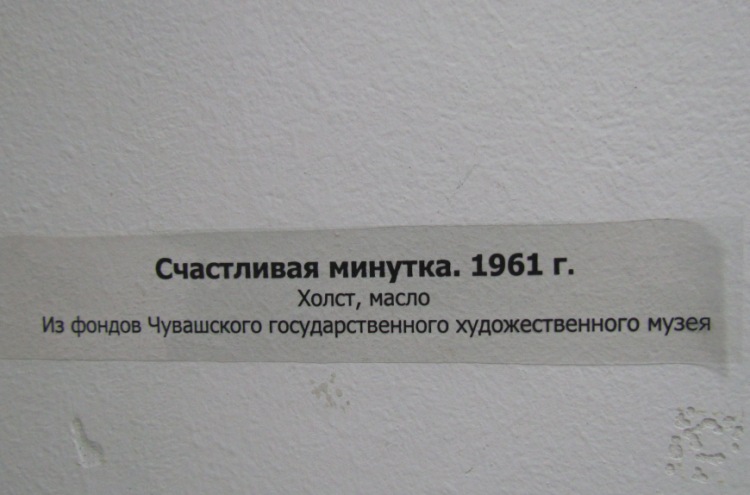 Счастливая минутка. 1961 г.
Холст, масло
Из фондов Чувашского государственного художественного музея